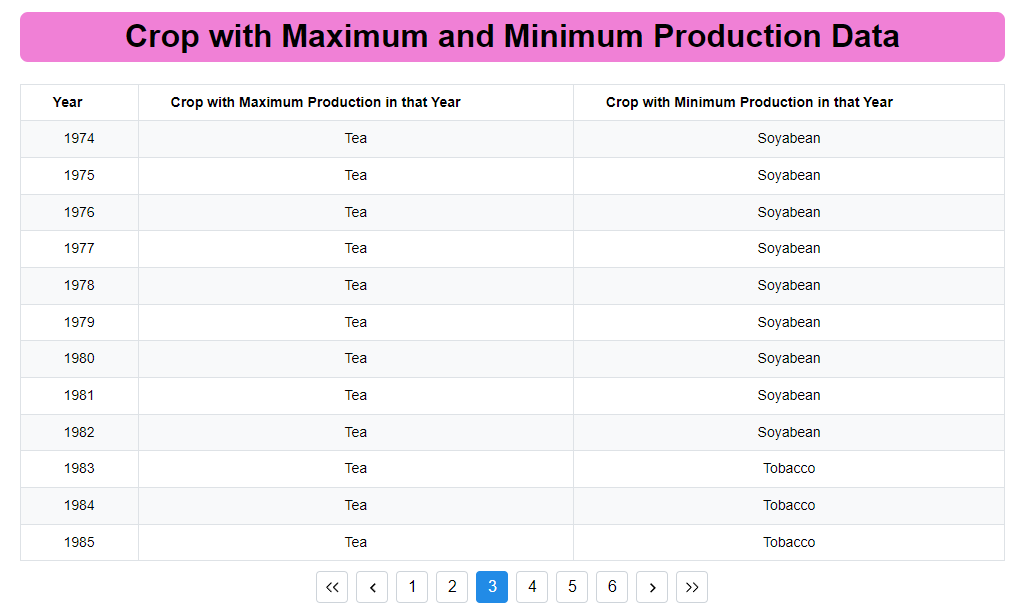 Crop with Maximum and Minimum Production Data
Year Crop with Maximum Production in that Year Crop with Minimum Production in that Year
1974 Tea Soyabean
1975 Tea Soyabean
1976 Tea Soyabean
1977 Tea Soyabean
1978 Tea Soyabean
1979 Tea Soyabean
1980 Tea Soyabean
1981 Tea Soyabean
1982 Tea Soyabean
1983 Tea Tobacco
1984 Tea Tobacco
1985 Tea Tobacco
<< < 1 2 3 4 5 6 > >>